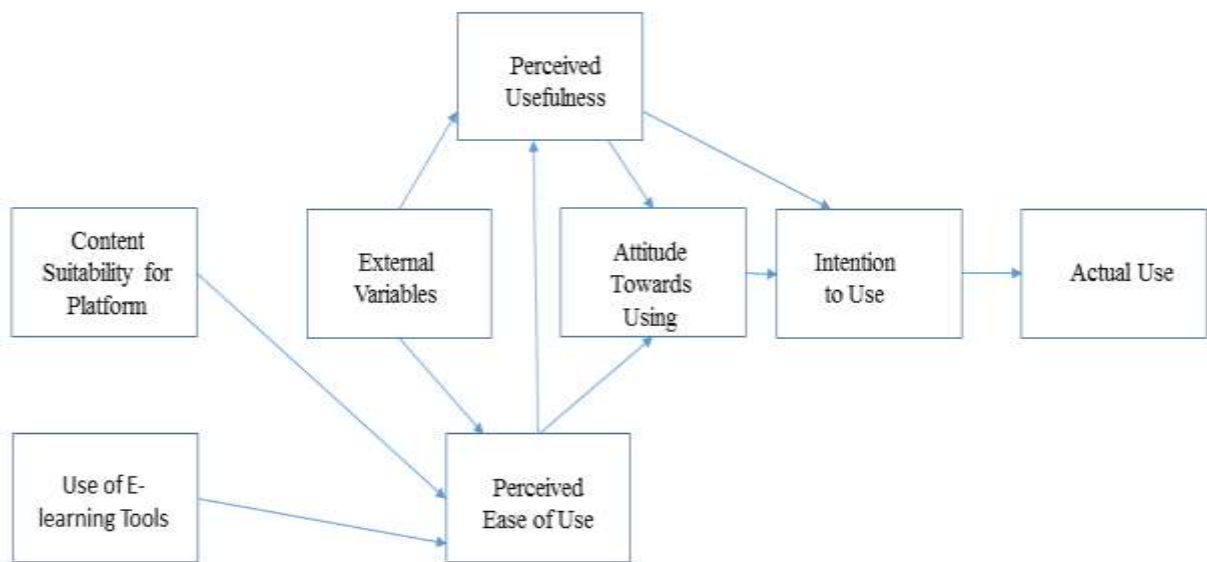 Perceived
Usefulness
Content
Suitability for
Platform
External
Variables
Attitude
Towards
Using
Intention
to Use
Actual Use
Use of E-
learning Tools
Perceived
Ease of Use